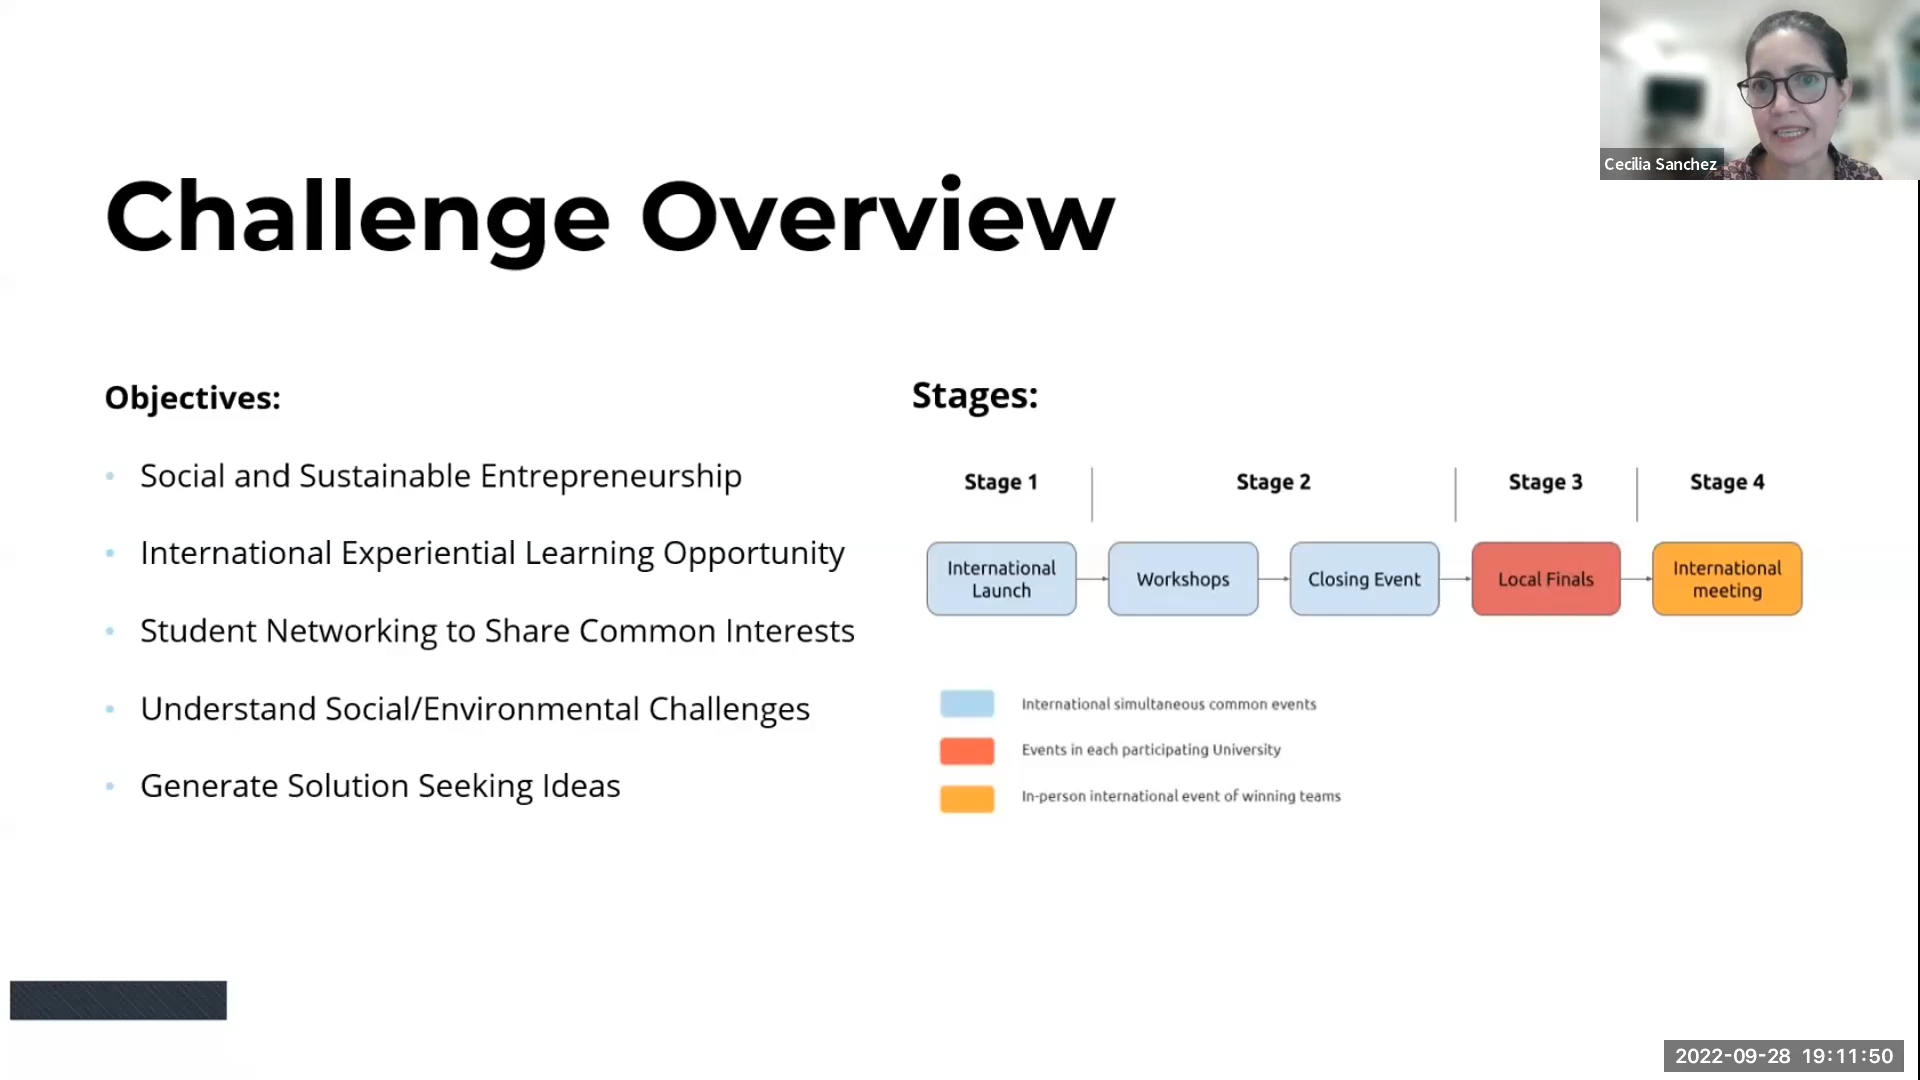 Cecilia Sanchez
Challenge Overview
Objectives:
• Social and Sustainable Entrepreneurship
• International Experiential Learning Opportunity
• Student Networking to Share Common Interests
• Understand Social/Environmental Challenges
• Generate Solution Seeking Ideas
Stages:
Stage 1
Stage 2
Stage 3
Stage 4
International
Launch
Workshops
Closing Event
Local Finals
International
meeting
International simultaneous common events
Events in each participating University
In-person international event of winning teams
2022-09-28 19:11:50